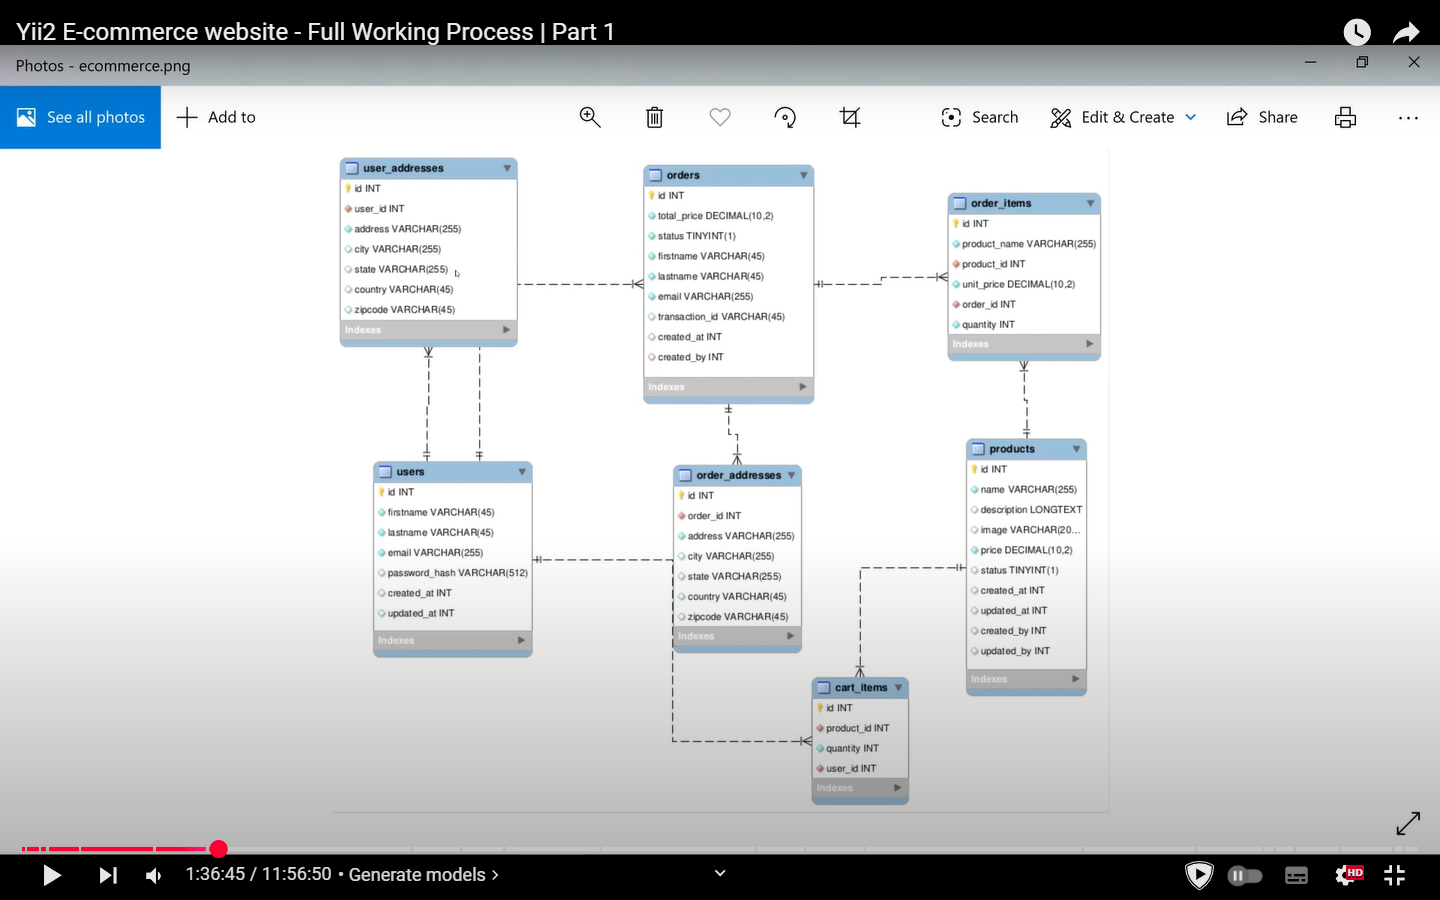 Yii2 E-commerce website - Full Working Process | Part 1
Photos - ecommerce.png
See all photos
Add to
Search
Edit & Create
Share
user_addresses
id INT
user_id INT
address VARCHAR(255)
city VARCHAR(255)
state VARCHAR(255)
country VARCHAR(45)
zipcode VARCHAR(45)
Indexes
orders
id INT
total_price DECIMAL(10,2)
status TINYINT(1)
firstname VARCHAR(45)
lastname VARCHAR(45)
email VARCHAR(255)
transaction_id VARCHAR(45)
created_at INT
created_by INT
Indexes
order_items
id INT
product_name VARCHAR(255)
product_id INT
unit_price DECIMAL(10,2)
order_id INT
quantity INT
Indexes
users
id INT
firstname VARCHAR(45)
lastname VARCHAR(45)
email VARCHAR(255)
password_hash VARCHAR(512)
created_at INT
updated_at INT
Indexes
order_addresses
id INT
order_id INT
address VARCHAR(255)
city VARCHAR(255)
state VARCHAR(255)
country VARCHAR(45)
zipcode VARCHAR(45)
Indexes
products
id INT
name VARCHAR(255)
description LONGTEXT
image VARCHAR(20...
price DECIMAL(10,2)
status TINYINT(1)
created_at INT
updated_at INT
created_by INT
updated_by INT
Indexes
cart_items
id INT
product_id INT
quantity INT
user_id INT
Indexes
1:36:45 / 11:56:50 • Generate models ›
HD